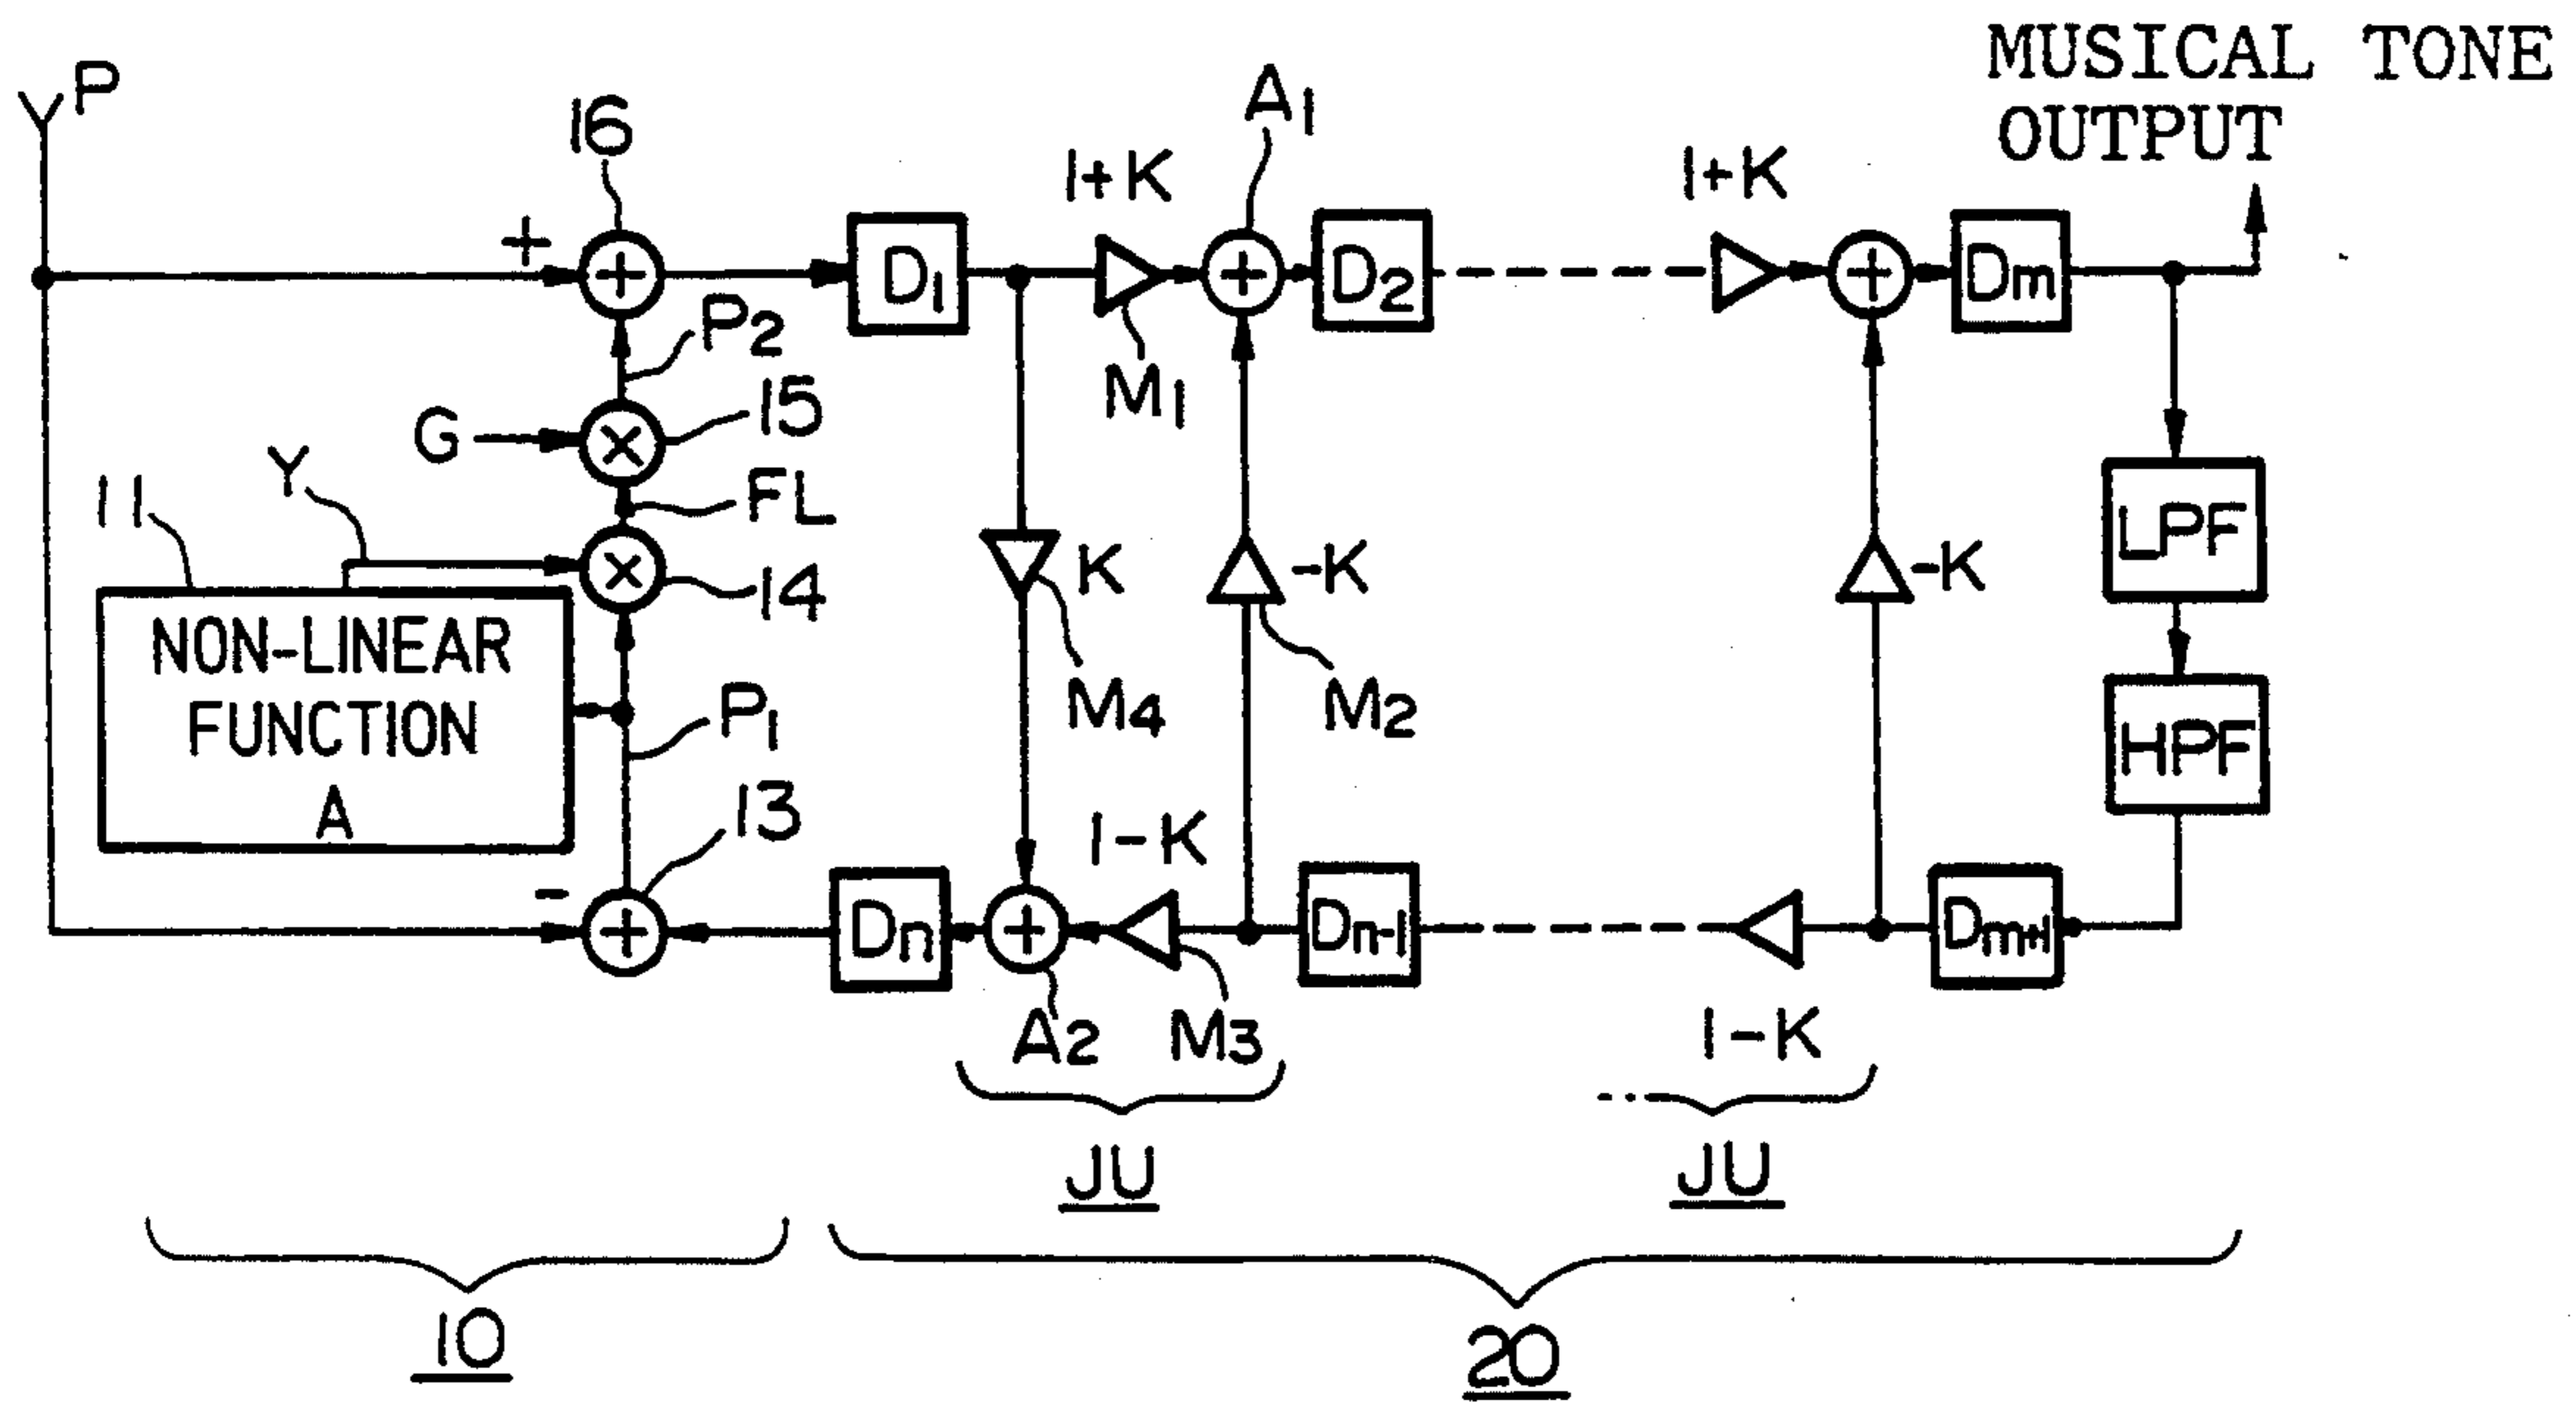 MUSICAL TONE
OUTPUT
P
16
A1
1+K
1+K
+
D1
D2
Dm
P2
M1
G
15
Y
FL
11
14
K
-K
-K
LPF
NON-LINEAR
FUNCTION
A
P1
M4
M2
HPF
13
1-K
-
Dn
Dn-1
Dm+1
A2
M3
1-K
JU
JU
10
20